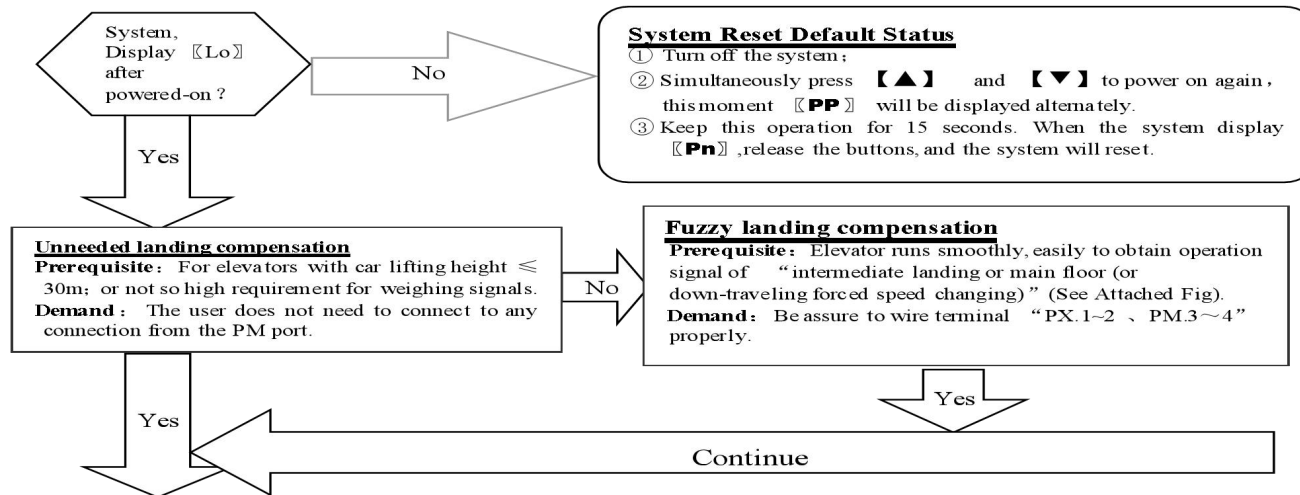 System,
Display 〖Lo〗
after
powered-on？
No
System Reset Default Status
① Turn off the system；
② Simultaneously press 【▲】 and 【▼】 to power on again，
this moment 〖PP〗 will be displayed alternately.
③ Keep this operation for 15 seconds. When the system display
〖Pn〗,release the buttons, and the system will reset.
Yes
Unneeded landing compensation
Prerequisite：For elevators with car lifting height ≤
30m；or not so high requirement for weighing signals.
Demand： The user does not need to connect to any
connection from the PM port.
No
Fuzzy landing compensation
Prerequisite：Elevator runs smoothly, easily to obtain operation
signal of “intermediate landing or main floor (or
down-traveling forced speed changing)” (See Attached Fig).
Demand：Be assure to wire terminal “PX.1~2 、PM.3～4”
properly.
Yes
Yes
Continue